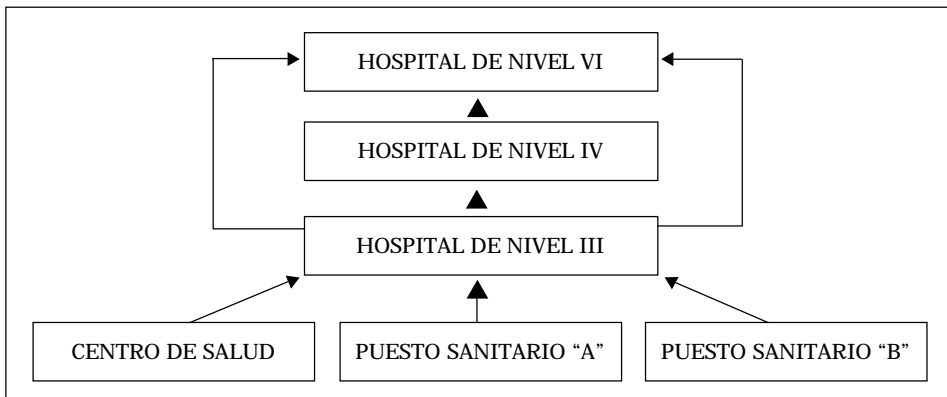 HOSPITAL DE NIVEL VI
HOSPITAL DE NIVEL IV
HOSPITAL DE NIVEL III
CENTRO DE SALUD
PUESTO SANITARIO “A”
PUESTO SANITARIO “B”